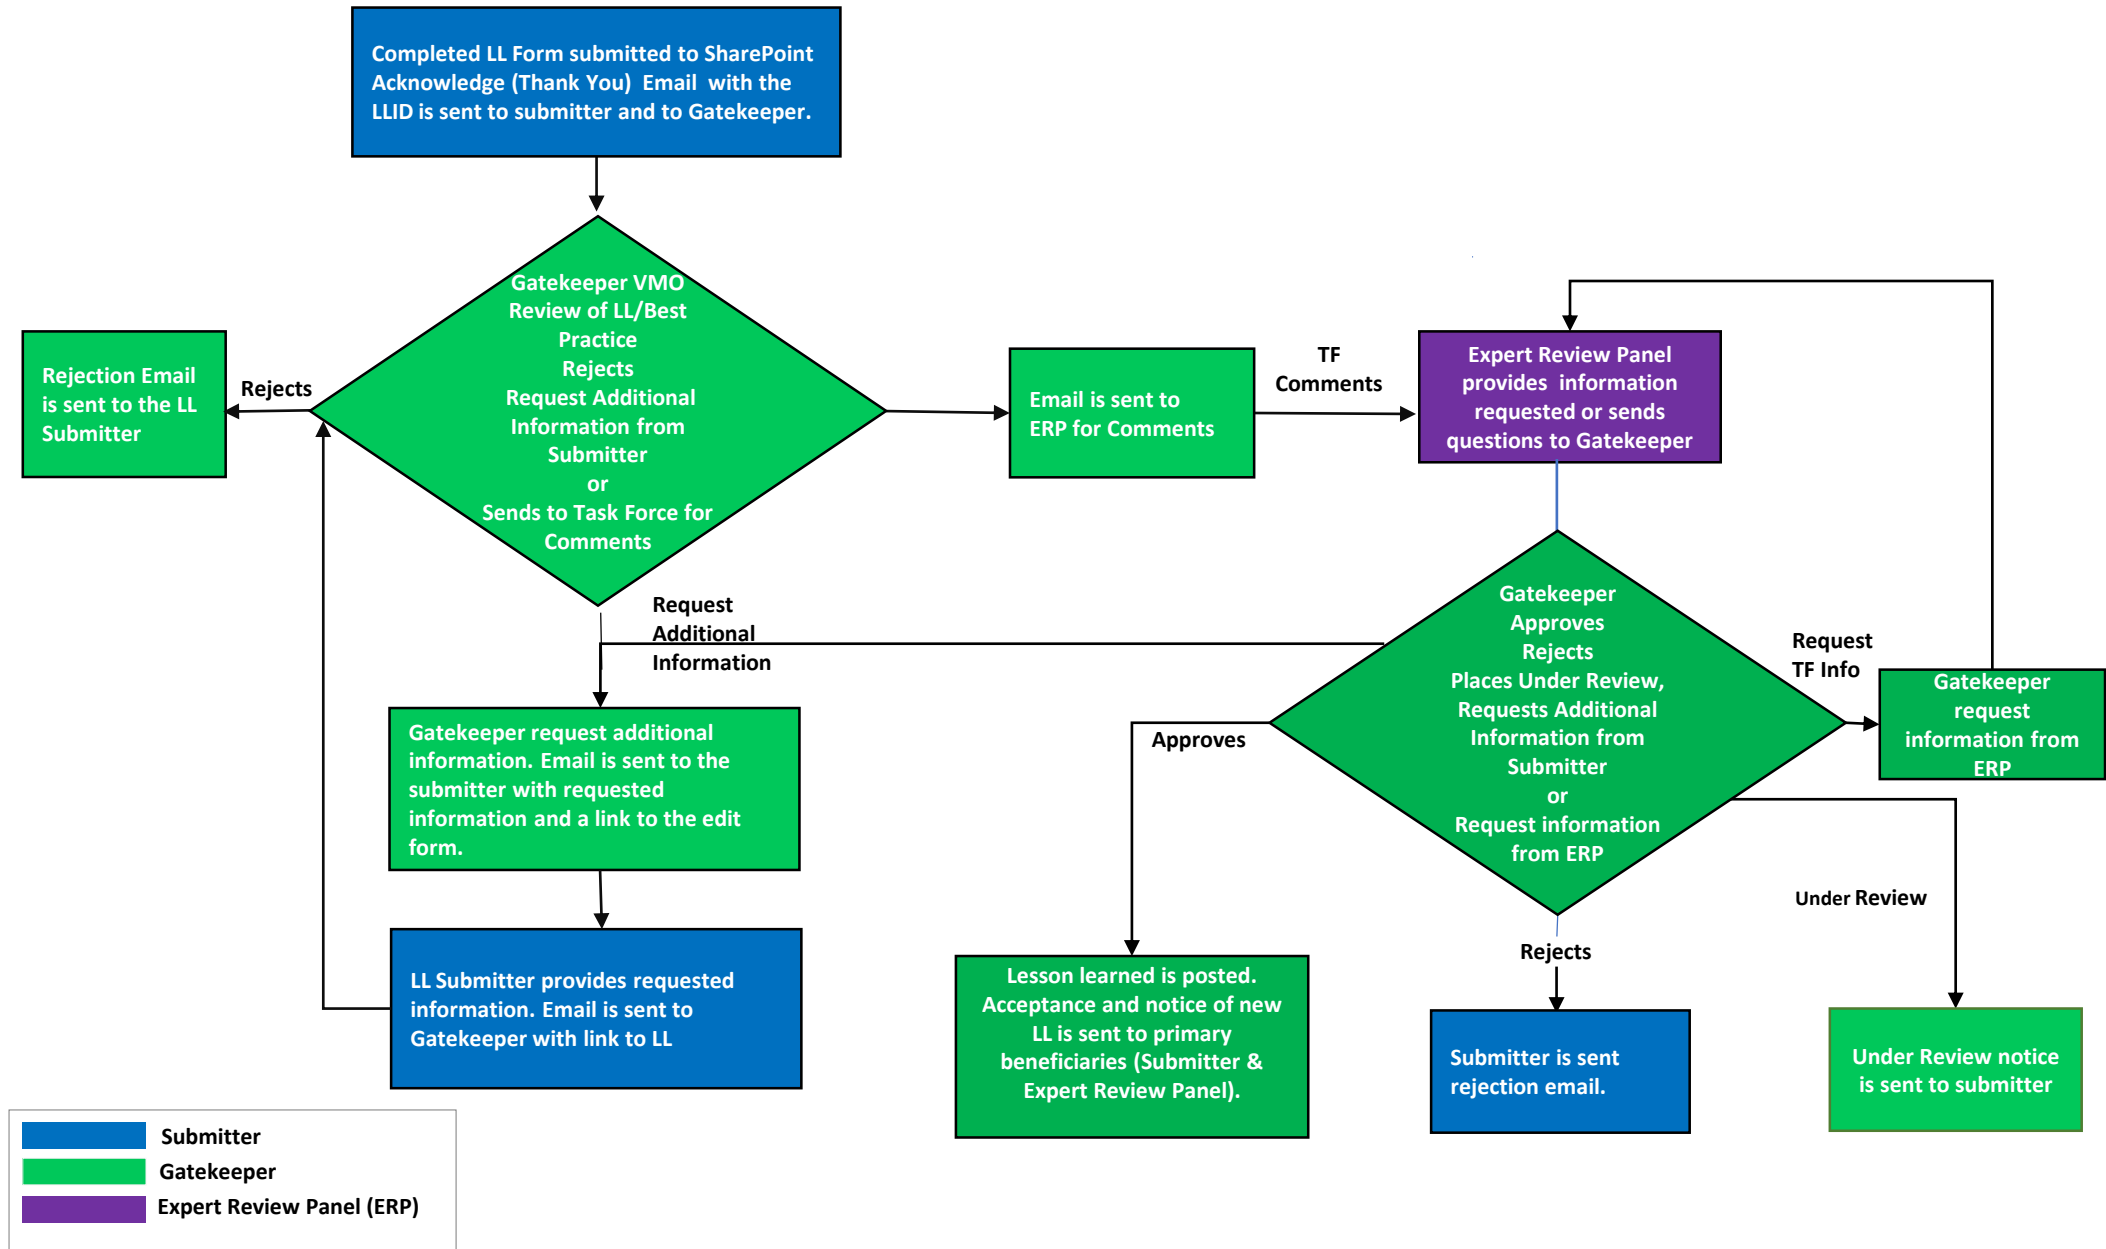 Completed LL Form submitted to SharePoint
Acknowledge (Thank You) Email with the
LLID is sent to submitter and to Gatekeeper.
Gatekeeper VMO
Review of LL/Best
Practice
Rejects
Request Additional
Information from
Submitter
or
Sends to Task Force for
Comments
Rejects
Rejection Email
is sent to the LL
Submitter
Email is sent to
ERP for Comments
TF
Comments
Expert Review Panel
provides information
requested or sends
questions to Gatekeeper
Request
Additional
Information
Gatekeeper request additional
information. Email is sent to the
submitter with requested
information and a link to the edit
form.
LL Submitter provides requested
information. Email is sent to
Gatekeeper with link to LL
Gatekeeper
Approves
Rejects
Places Under Review,
Requests Additional
Information from
Submitter
or
Request information
from ERP
Request
TF Info
Gatekeeper
request
information from
ERP
Approves
Lesson learned is posted.
Acceptance and notice of new
LL is sent to primary
beneficiaries (Submitter &
Expert Review Panel).
Rejects
Submitter is sent
rejection email.
Under Review
Under Review notice
is sent to submitter
Submitter
Gatekeeper
Expert Review Panel (ERP)